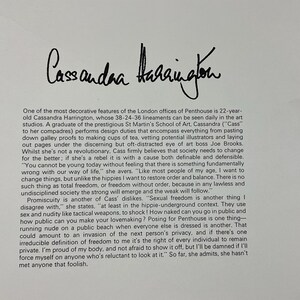 Cassandra Harrington
One of the most decorative features of the London offices of Penthouse is 22-year-
old Cassandra Harrington, whose 38-24-36 lineaments can be seen daily in the art
studios. A graduate of the prestigious St Martin's School of Art, Cassandra ("Cass"
to her compadres) performs design duties that encompass everything from pasting
down galley proofs to making cups of tea, vetting potential illustrators and laying
out pages under the discerning but oft-distracted eye of art boss Joe Brooks.
Whilst she's not a revolutionary, Cass firmly believes that society needs to change
for the better; if she's a rebel it is with a cause both definable and defensible.
"You cannot be young today without feeling that there is something fundamentally
wrong with our way of life," she avers. "Like most people of my age, I want to
change things, but unlike the hippies I want to restore order and balance. There is no
such thing as total freedom, or freedom without order, because in any lawless and
undisciplined society the strong will emerge and the weak will follow."
Promiscuity is another of Cass' dislikes. "Sexual freedom is another thing I
disagree with," she states, "at least in the hippie-underground context. They use
sex and nudity like tactical weapons, to shock! How naked can you go in public and
how public can you make your lovemaking? Posing for Penthouse is one thing—
running nude on a public beach when everyone else is dressed is another. That
could amount to an invasion of the next person's privacy, and if there's one
irreducible definition of freedom to me it's the right of every individual to remain
private. I'm proud of my body, and not afraid to show it off, but I'll be damned if I'll
force myself on anyone who's reluctant to look at it." So far, she admits, she hasn't
met anyone that foolish.